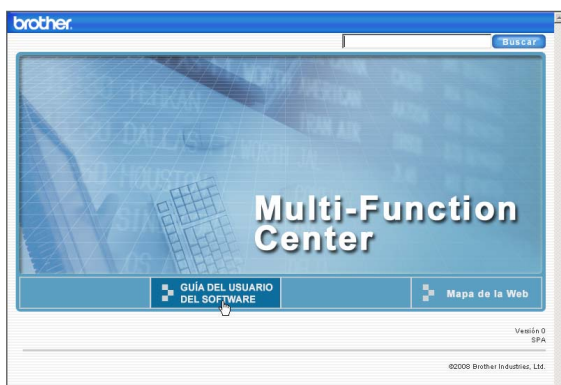 brother.
Buscar
Multi-Function
Center
GUÍA DEL USUARIO
DEL SOFTWARE
Mapa de la Web
Versión 0
SPA
©2008 Brother Industries, Ltd.